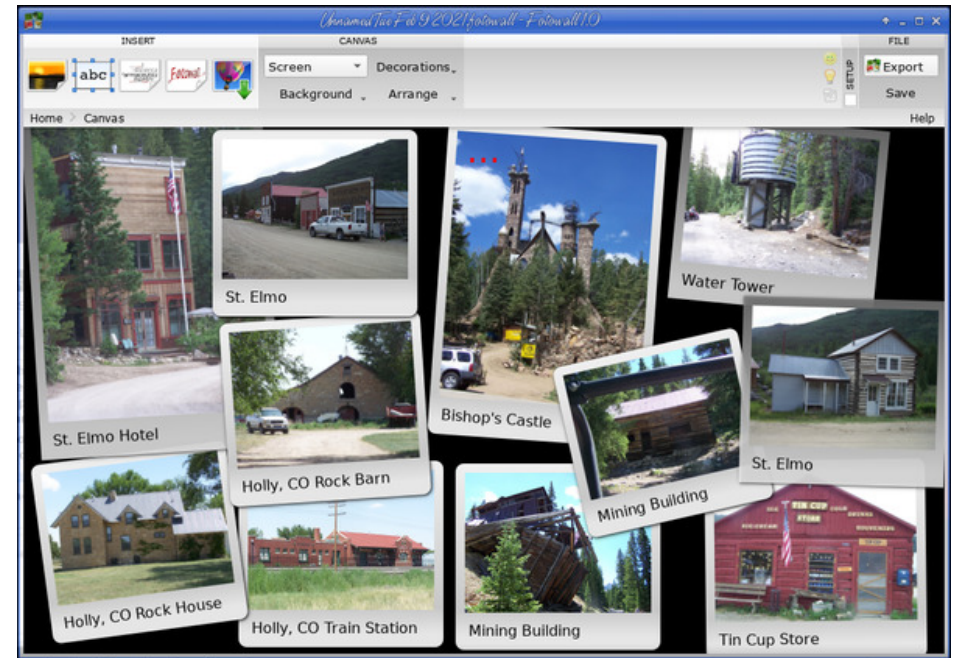 Unnamed Tue Feb 9 2021.fotowall - Fotowall 1.0
INSERT
CANVAS
FILE
abc
Fotowall
Screen
Decorations
SETUP
Export
Background
Arrange
Save
Home > Canvas
Help
St. Elmo
Water Tower
Bishop's Castle
St. Elmo Hotel
St. Elmo
Holly, CO Rock Barn
Mining Building
TIN CUP
STORE
ICE CREAM
Holly, CO Rock House
Holly, CO Train Station
Mining Building
Tin Cup Store